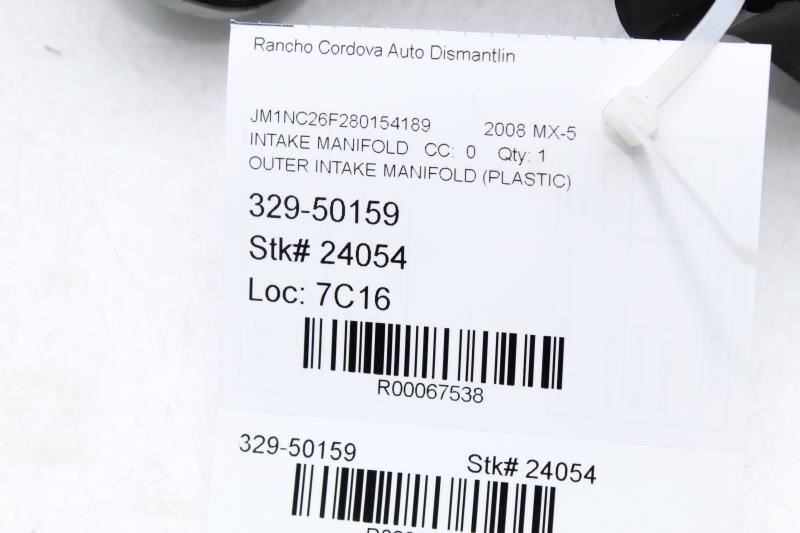 Rancho Cordova Auto Dismantlin
JM1NC26F280154189 2008 MX-5
INTAKE MANIFOLD CC: 0 Qty: 1
OUTER INTAKE MANIFOLD (PLASTIC)
329-50159
Stk# 24054
Loc: 7C16
R00067538
329-50159 Stk# 24054